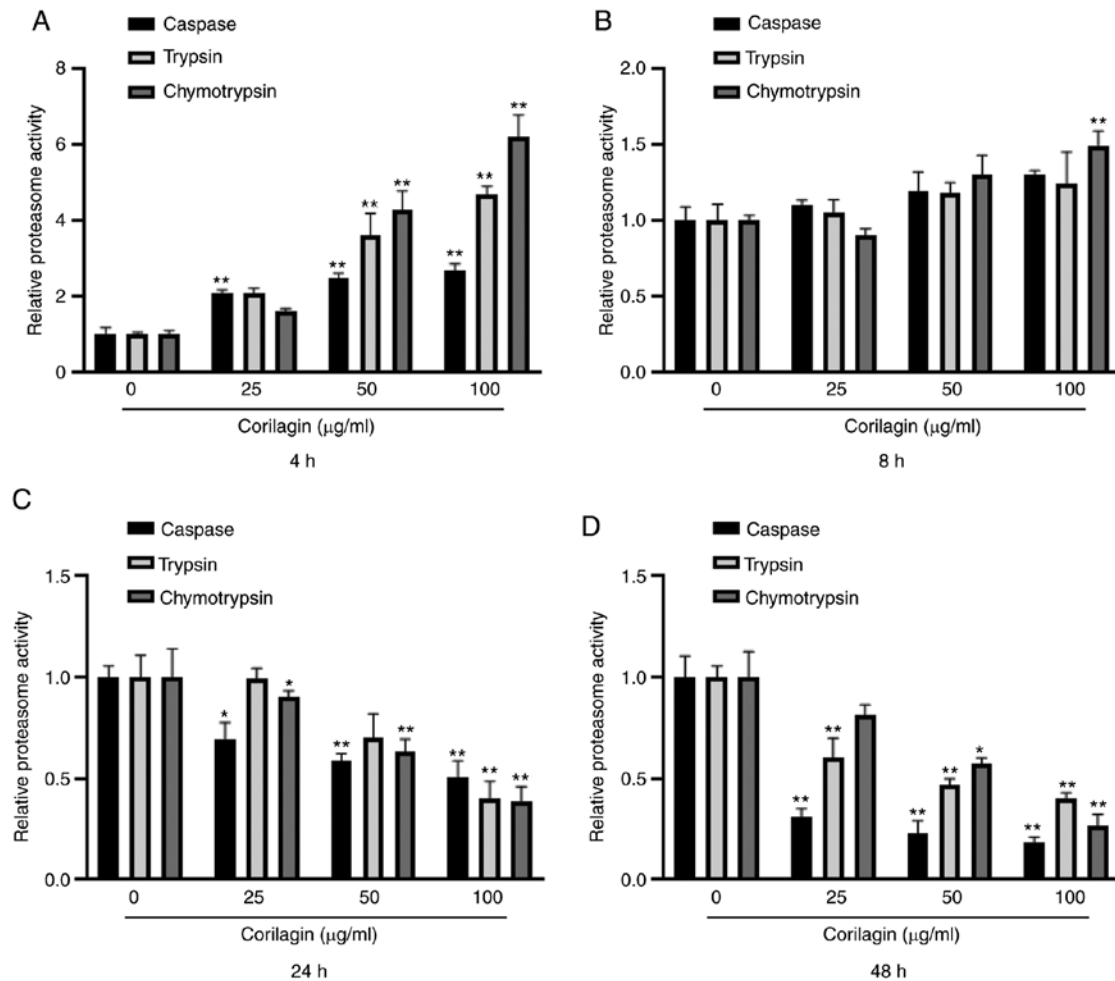 A
Caspase
Trypsin
Chymotrypsin
Relative proteasome activity
8
6
4
2
0
**
**
**
**
**
**
**
0 25 50 100
Corilagin (μg/ml)
4 h
B
Caspase
Trypsin
Chymotrypsin
Relative proteasome activity
2.0
1.5
1.0
0.5
0.0
**
0 25 50 100
Corilagin (μg/ml)
8 h
C
Caspase
Trypsin
Chymotrypsin
Relative proteasome activity
1.5
1.0
0.5
0.0
*
*
**
**
**
**
**
0 25 50 100
Corilagin (μg/ml)
24 h
D
Caspase
Trypsin
Chymotrypsin
Relative proteasome activity
1.5
1.0
0.5
0.0
**
**
**
**
*
**
**
**
0 25 50 100
Corilagin (μg/ml)
48 h